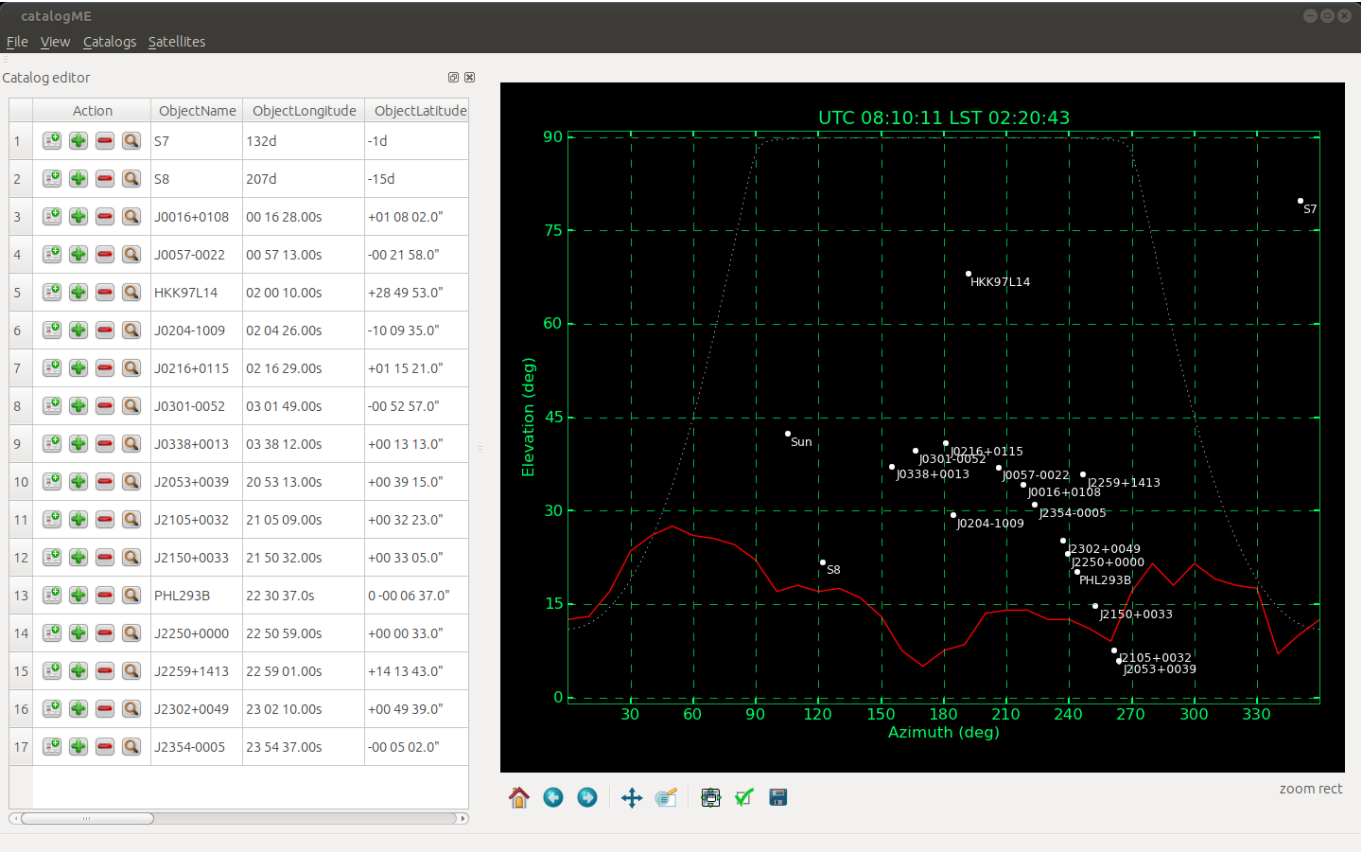 catalogME
File View Catalogs Satellites
Catalog editor
Action ObjectName ObjectLongitude ObjectLatitude
1 S7 132d -1d
2 S8 207d -15d
3 J0016+0108 00 16 28.00s +01 08 02.0"
4 J0057-0022 00 57 13.00s -00 21 58.0"
5 HKK97L14 02 00 10.00s +28 49 53.0"
6 J0204-1009 02 04 26.00s -10 09 35.0"
7 J0216+0115 02 16 29.00s +01 15 21.0"
8 J0301-0052 03 01 49.00s -00 52 57.0"
9 J0338+0013 03 38 12.00s +00 13 13.0"
10 J2053+0039 20 53 13.00s +00 39 15.0"
11 J2105+0032 21 05 09.00s +00 32 23.0"
12 J2150+0033 21 50 32.00s +00 33 05.0"
13 PHL293B 22 30 37.0s 0 -00 06 37.0"
14 J2250+0000 22 50 59.00s +00 00 33.0"
15 J2259+1413 22 59 01.00s +14 13 43.0"
16 J2302+0049 23 02 10.00s +00 49 39.0"
17 J2354-0005 23 54 37.00s -00 05 02.0"
UTC 08:10:11 LST 02:20:43
90
75
60
45
30
15
0
Elevation (deg)
S7
HKK97L14
Sun
J0216+0115
J0301-0052
J0338+0013
J0057-0022
J2259+1413
J0016+0108
J2354-0005
J0204-1009
J2302+0049
J2250+0000
S8
PHL293B
J2150+0033
J2105+0032
J2053+0039
30 60 90 120 150 180 210 240 270 300 330
Azimuth (deg)
zoom rect